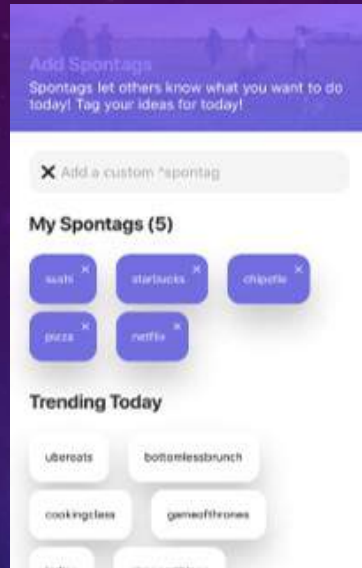 Add Spontags
Spontags let others know what you want to do
today! Tag your ideas for today!
Add a custom ^spontag
My Spontags (5)
sushi starbucks chipotle
pizza netflix
Trending Today
ubereats bottomlessbrunch
cookingclass gameofthrones